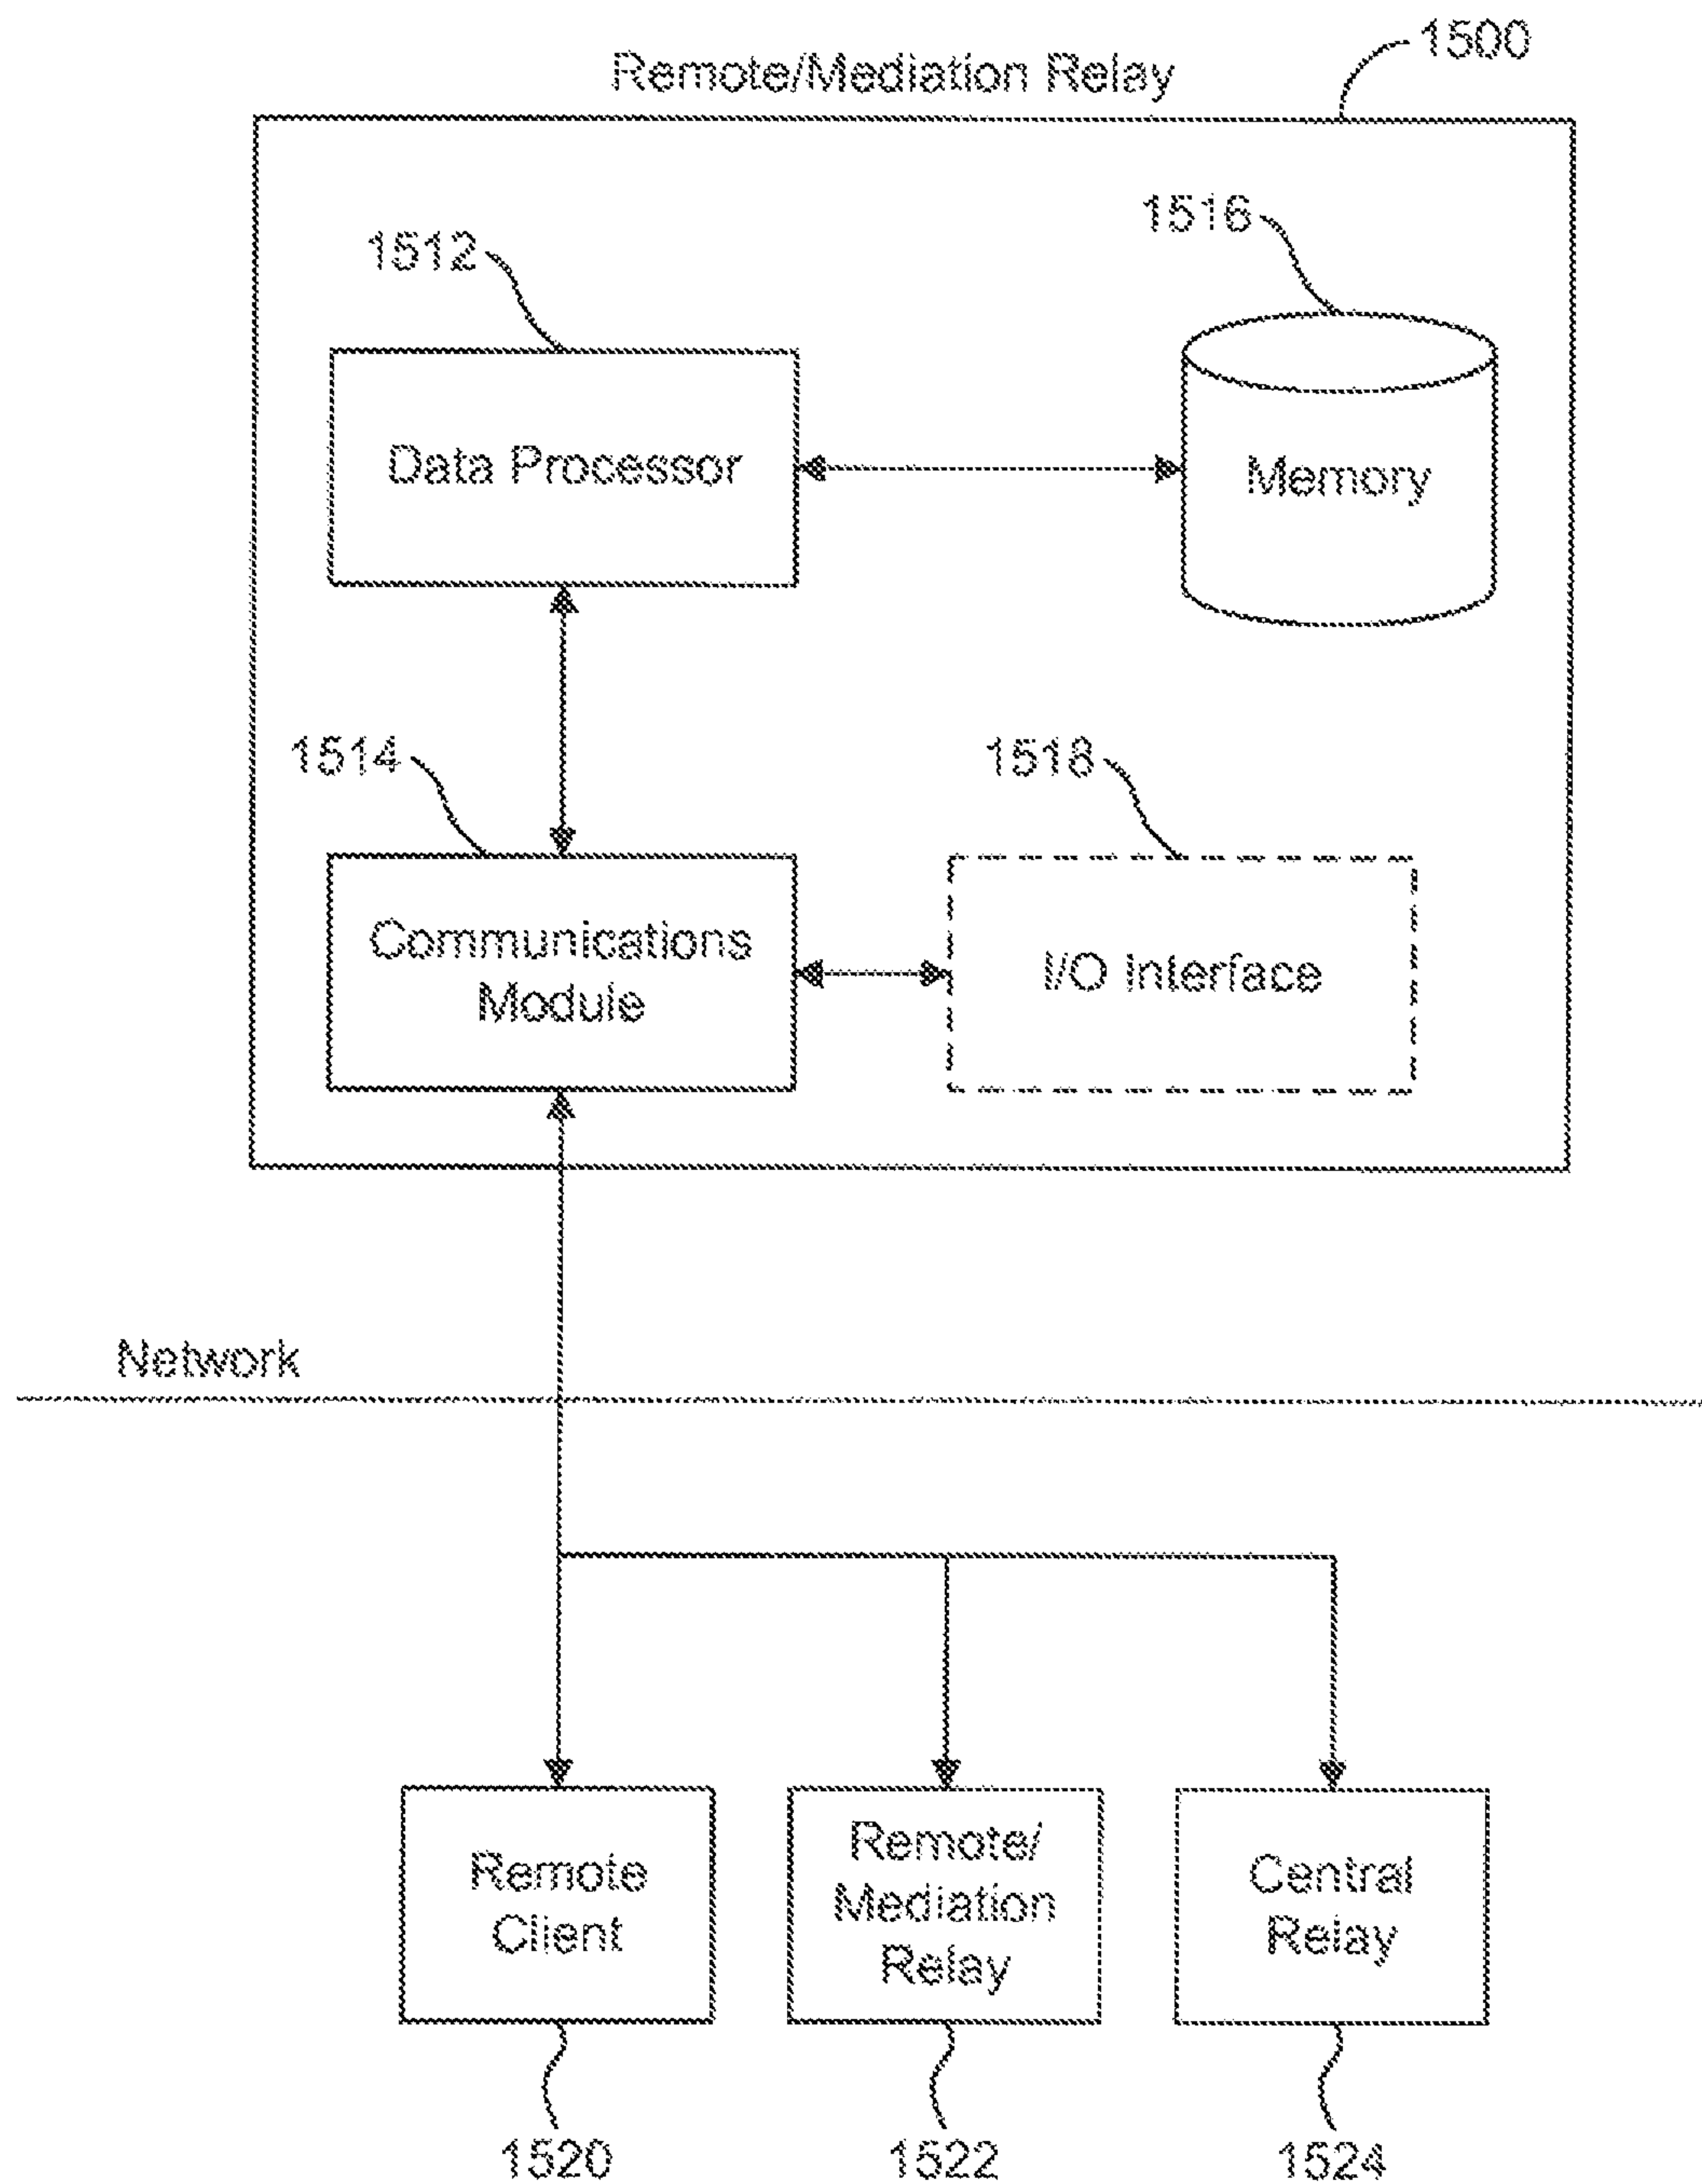 1500
Remote/Mediation Relay
1516
1512
Data Processor
Memory
1514
1518
Communications
Module
I/O Interface
Network
Remote
Client
Remote/
Mediation
Relay
Central
Relay
1520
1522
1524